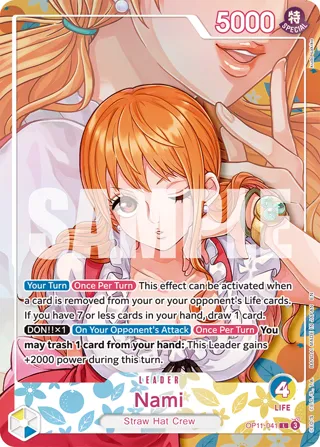 5000
特
SPECIAL
SAMPLE
Your Turn Once Per Turn This effect can be activated when
a card is removed from your or your opponent's Life cards.
If you have 7 or less cards in your hand, draw 1 card.
DON!!×1 On Your Opponent's Attack Once Per Turn You
may trash 1 card from your hand: This Leader gains
+2000 power during this turn.
LEADER
Nami
4
LIFE
Straw Hat Crew
OP11-041 L 3